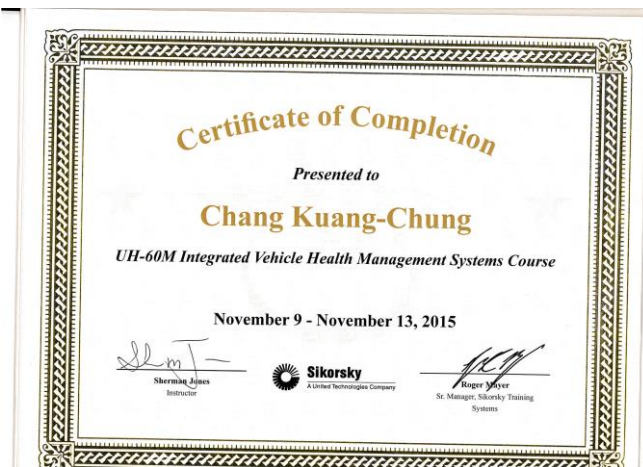 Certificate of Completion
Presented to
Chang Kuang-Chung
UH-60M Integrated Vehicle Health Management Systems Course
November 9 - November 13, 2015
Sherman Jones
Instructor
Sikorsky
A United Technologies Company
Roger Mayer
Sr. Manager, Sikorsky Training
Systems